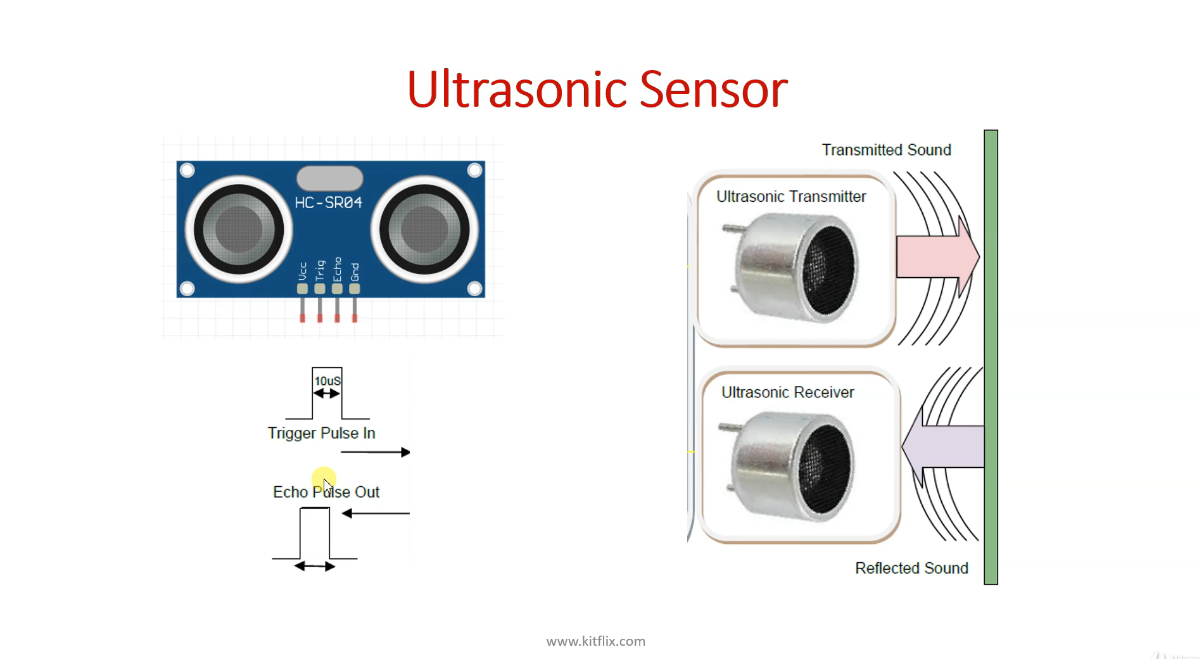 Ultrasonic Sensor
HC-SR04
Vcc
Trig
Echo
Gnd
10uS
Trigger Pulse In
Echo Pulse Out
Transmitted Sound
Ultrasonic Transmitter
Ultrasonic Receiver
Reflected Sound
www.kitflix.com